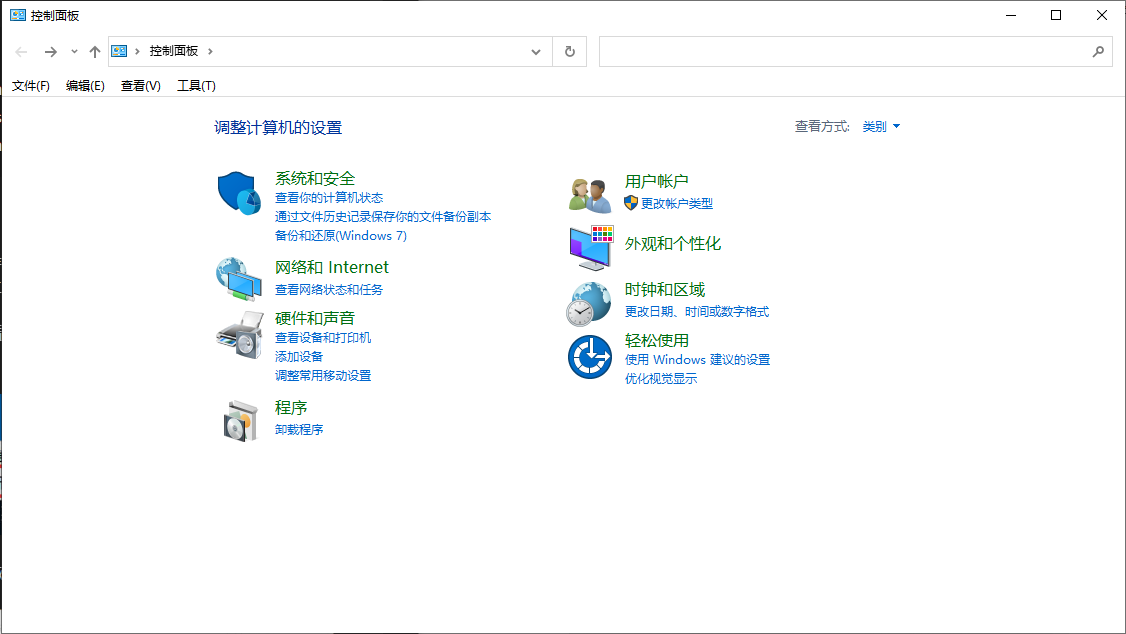 控制面板
控制面板
文件(F) 编辑(E) 查看(V) 工具(T)
调整计算机的设置
查看方式: 类别
系统和安全
查看你的计算机状态
通过文件历史记录保存你的文件备份副本
备份和还原(Windows 7)
网络和 Internet
查看网络状态和任务
硬件和声音
查看设备和打印机
添加设备
调整常用移动设置
程序
卸载程序
用户帐户
更改帐户类型
外观和个性化
时钟和区域
更改日期、时间或数字格式
轻松使用
使用 Windows 建议的设置
优化视觉显示